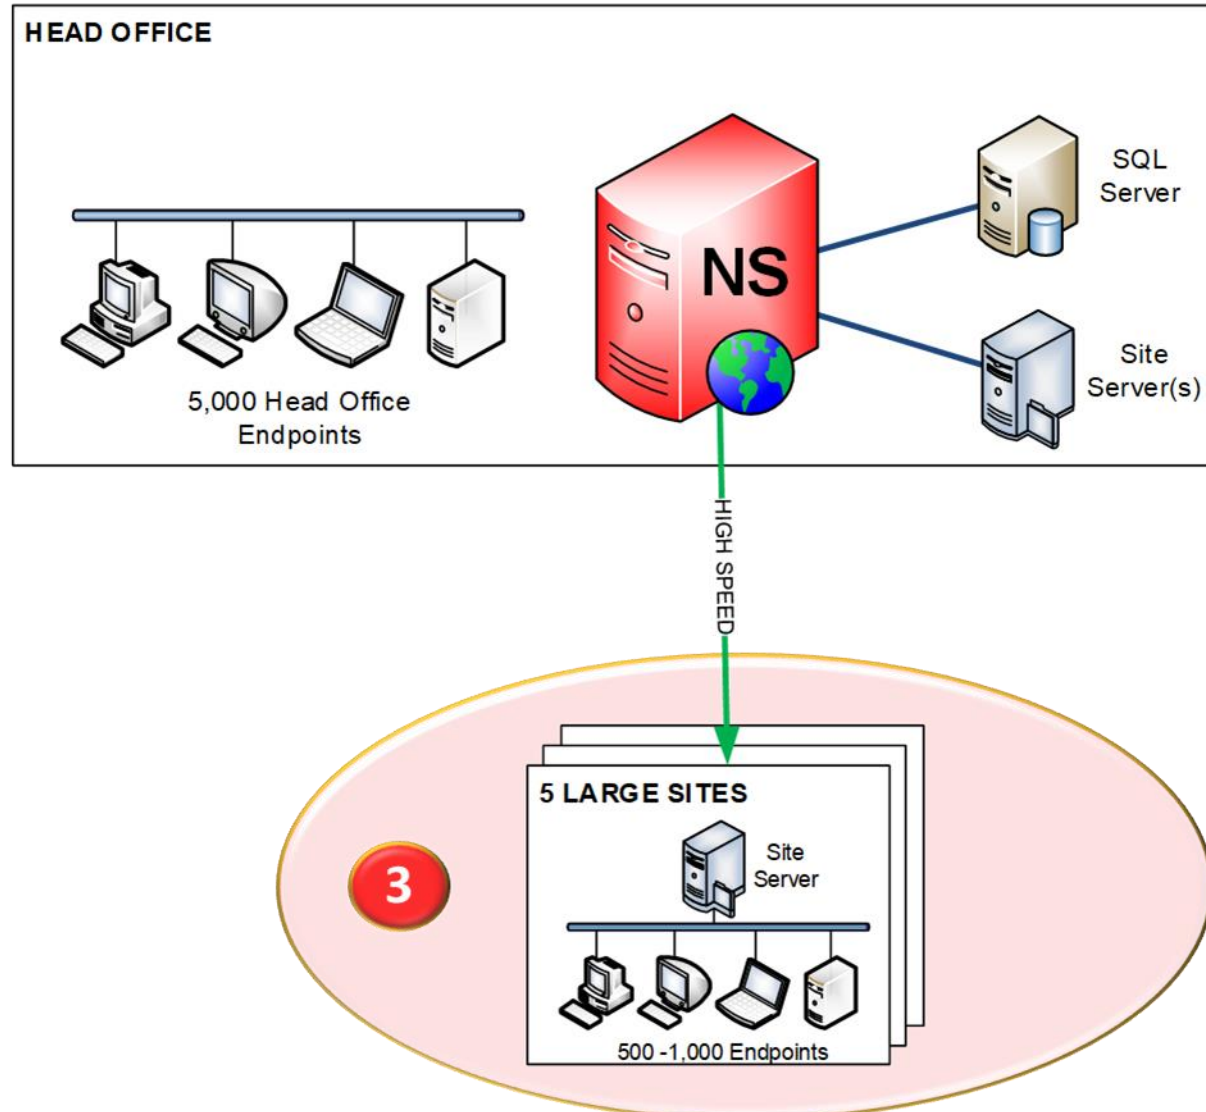 HEAD OFFICE
SQL
Server
NS
Site
Server(s)
5,000 Head Office
Endpoints
HIGH SPEED
5 LARGE SITES
Site
Server
3
500 -1,000 Endpoints